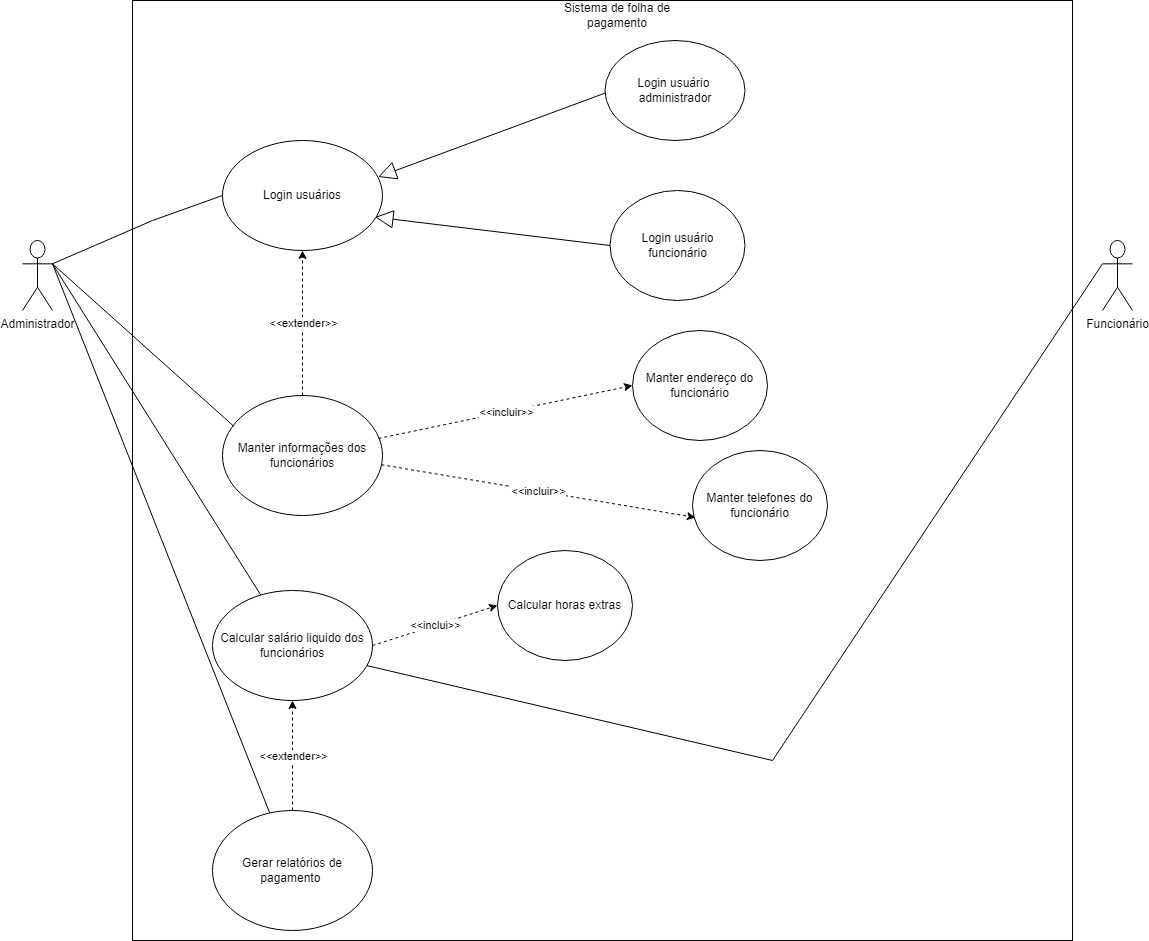 Sistema de folha de
pagamento
Login usuário
administrador
Login usuários
Login usuário
funcionário
Administrador
Funcionário
<<extender>>
Manter endereço do
funcionário
<<incluir>>
Manter informações dos
funcionários
<<incluir>>
Manter telefones do
funcionário
Calcular horas extras
<<inclui>>
Calcular salário liquido dos
funcionários
<<extender>>
Gerar relatórios de
pagamento